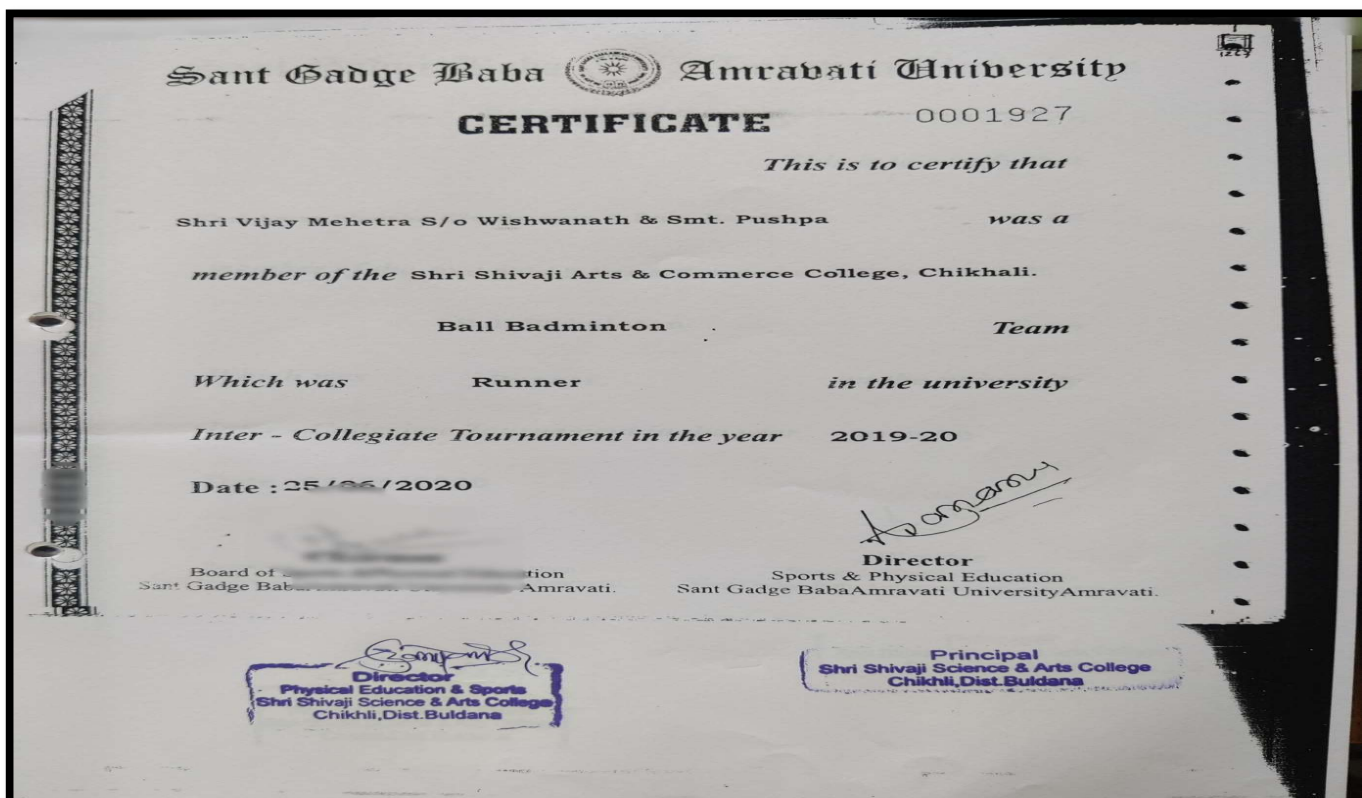 Sant Gadge Baba Amravati University
CERTIFICATE 0001927
This is to certify that
Shri Vijay Mehetra S/o Wishwanath & Smt. Pushpa was a
member of the Shri Shivaji Arts & Commerce College, Chikhali.
Ball Badminton Team
Which was Runner in the university
Inter - Collegiate Tournament in the year 2019-20
Date : 25/ /2020
Director
Board of tion Sports & Physical Education
Sant Gadge Baba Amravati. Sant Gadge BabaAmravati UniversityAmravati.
Director
Physical Education & Sports
Shri Shivaji Science & Arts College
Chikhli,Dist.Buldana
Principal
Shri Shivaji Science & Arts College
Chikhli,Dist.Buldana